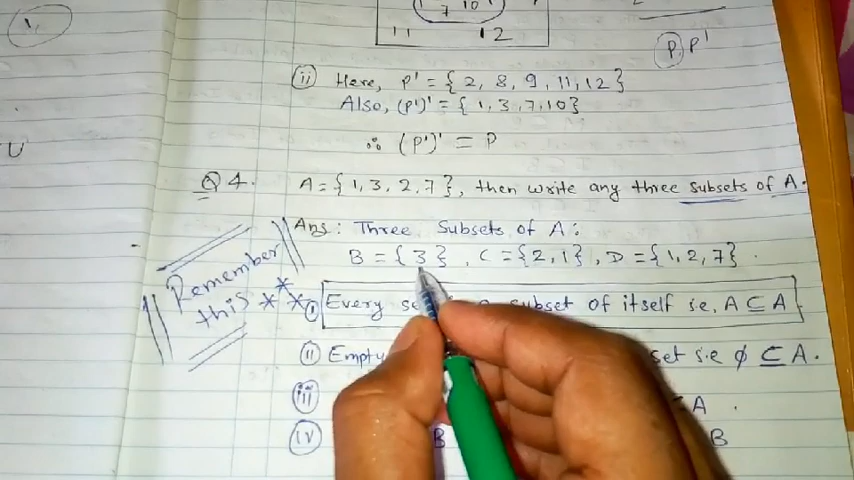 1.
7 10
11 12
P P'
(ii) Here, P' = { 2, 8, 9, 11, 12 }
Also, (P')' = { 1, 3, 7, 10 }
∴ (P')' = P
U
Q 4. A = { 1, 3, 2, 7 }, then write any three subsets of A.
Ans: Three Subsets of A:
B = { 3 }, C = { 2, 1 }, D = { 1, 2, 7 }.
Remember this ***
(i) Every subset of itself i.e, A ⊆ A
(ii) Empty set i.e ∅ ⊆ A.
(iii) A.
(iv) B B